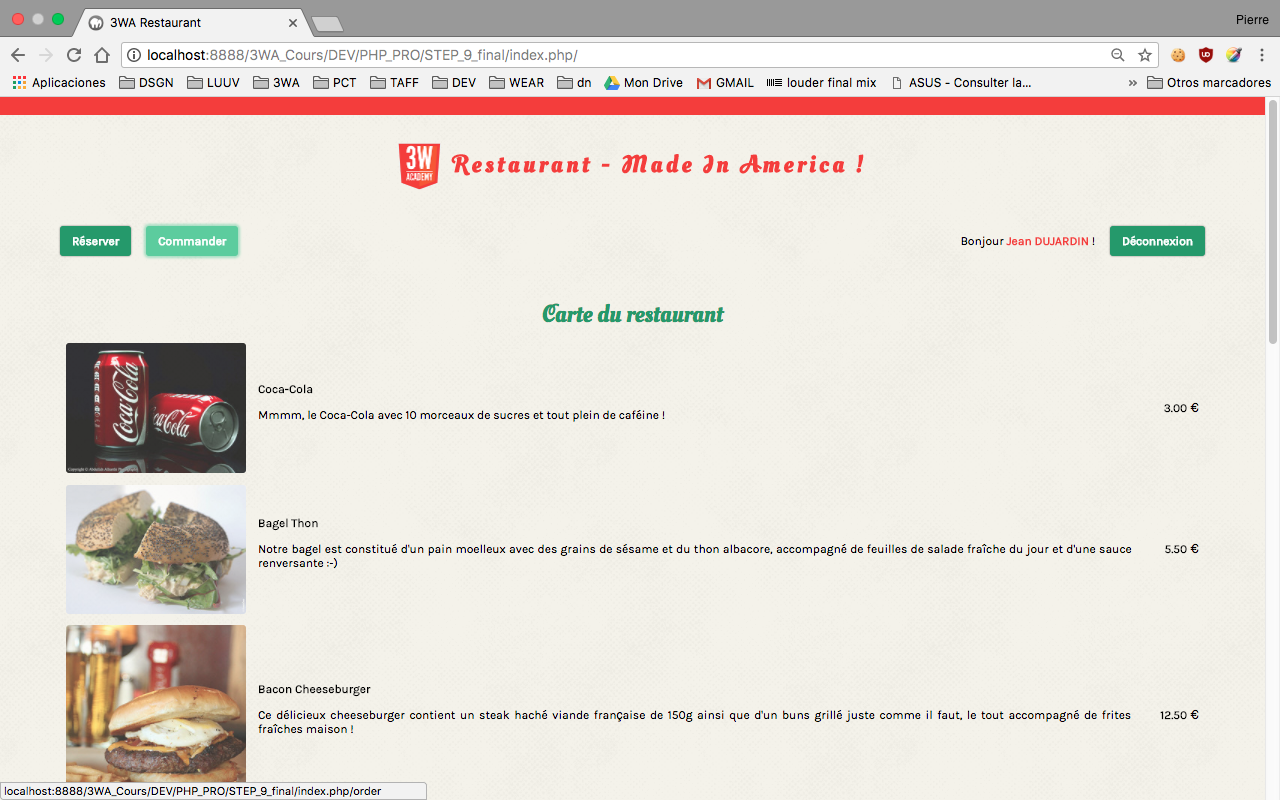 3WA Restaurant
Pierre
localhost:8888/3WA_Cours/DEV/PHP_PRO/STEP_9_final/index.php/
Aplicaciones DSGN LUUV 3WA PCT TAFF DEV WEAR dn Mon Drive GMAIL louder final mix ASUS - Consulter la... » Otros marcadores
3W
ACADEMY
Restaurant - Made In America !
Réserver Commander Bonjour Jean DUJARDIN ! Déconnexion
Carte du restaurant
Coca-Cola
Coca-Cola
Coca-Cola
Mmmm, le Coca-Cola avec 10 morceaux de sucres et tout plein de caféine !
3.00 €
Bagel Thon
Notre bagel est constitué d'un pain moelleux avec des grains de sésame et du thon albacore, accompagné de feuilles de salade fraîche du jour et d'une sauce
renversante :-)
5.50 €
Bacon Cheeseburger
Ce délicieux cheeseburger contient un steak haché viande française de 150g ainsi que d'un buns grillé juste comme il faut, le tout accompagné de frites
fraîches maison !
12.50 €
localhost:8888/3WA_Cours/DEV/PHP_PRO/STEP_9_final/index.php/order